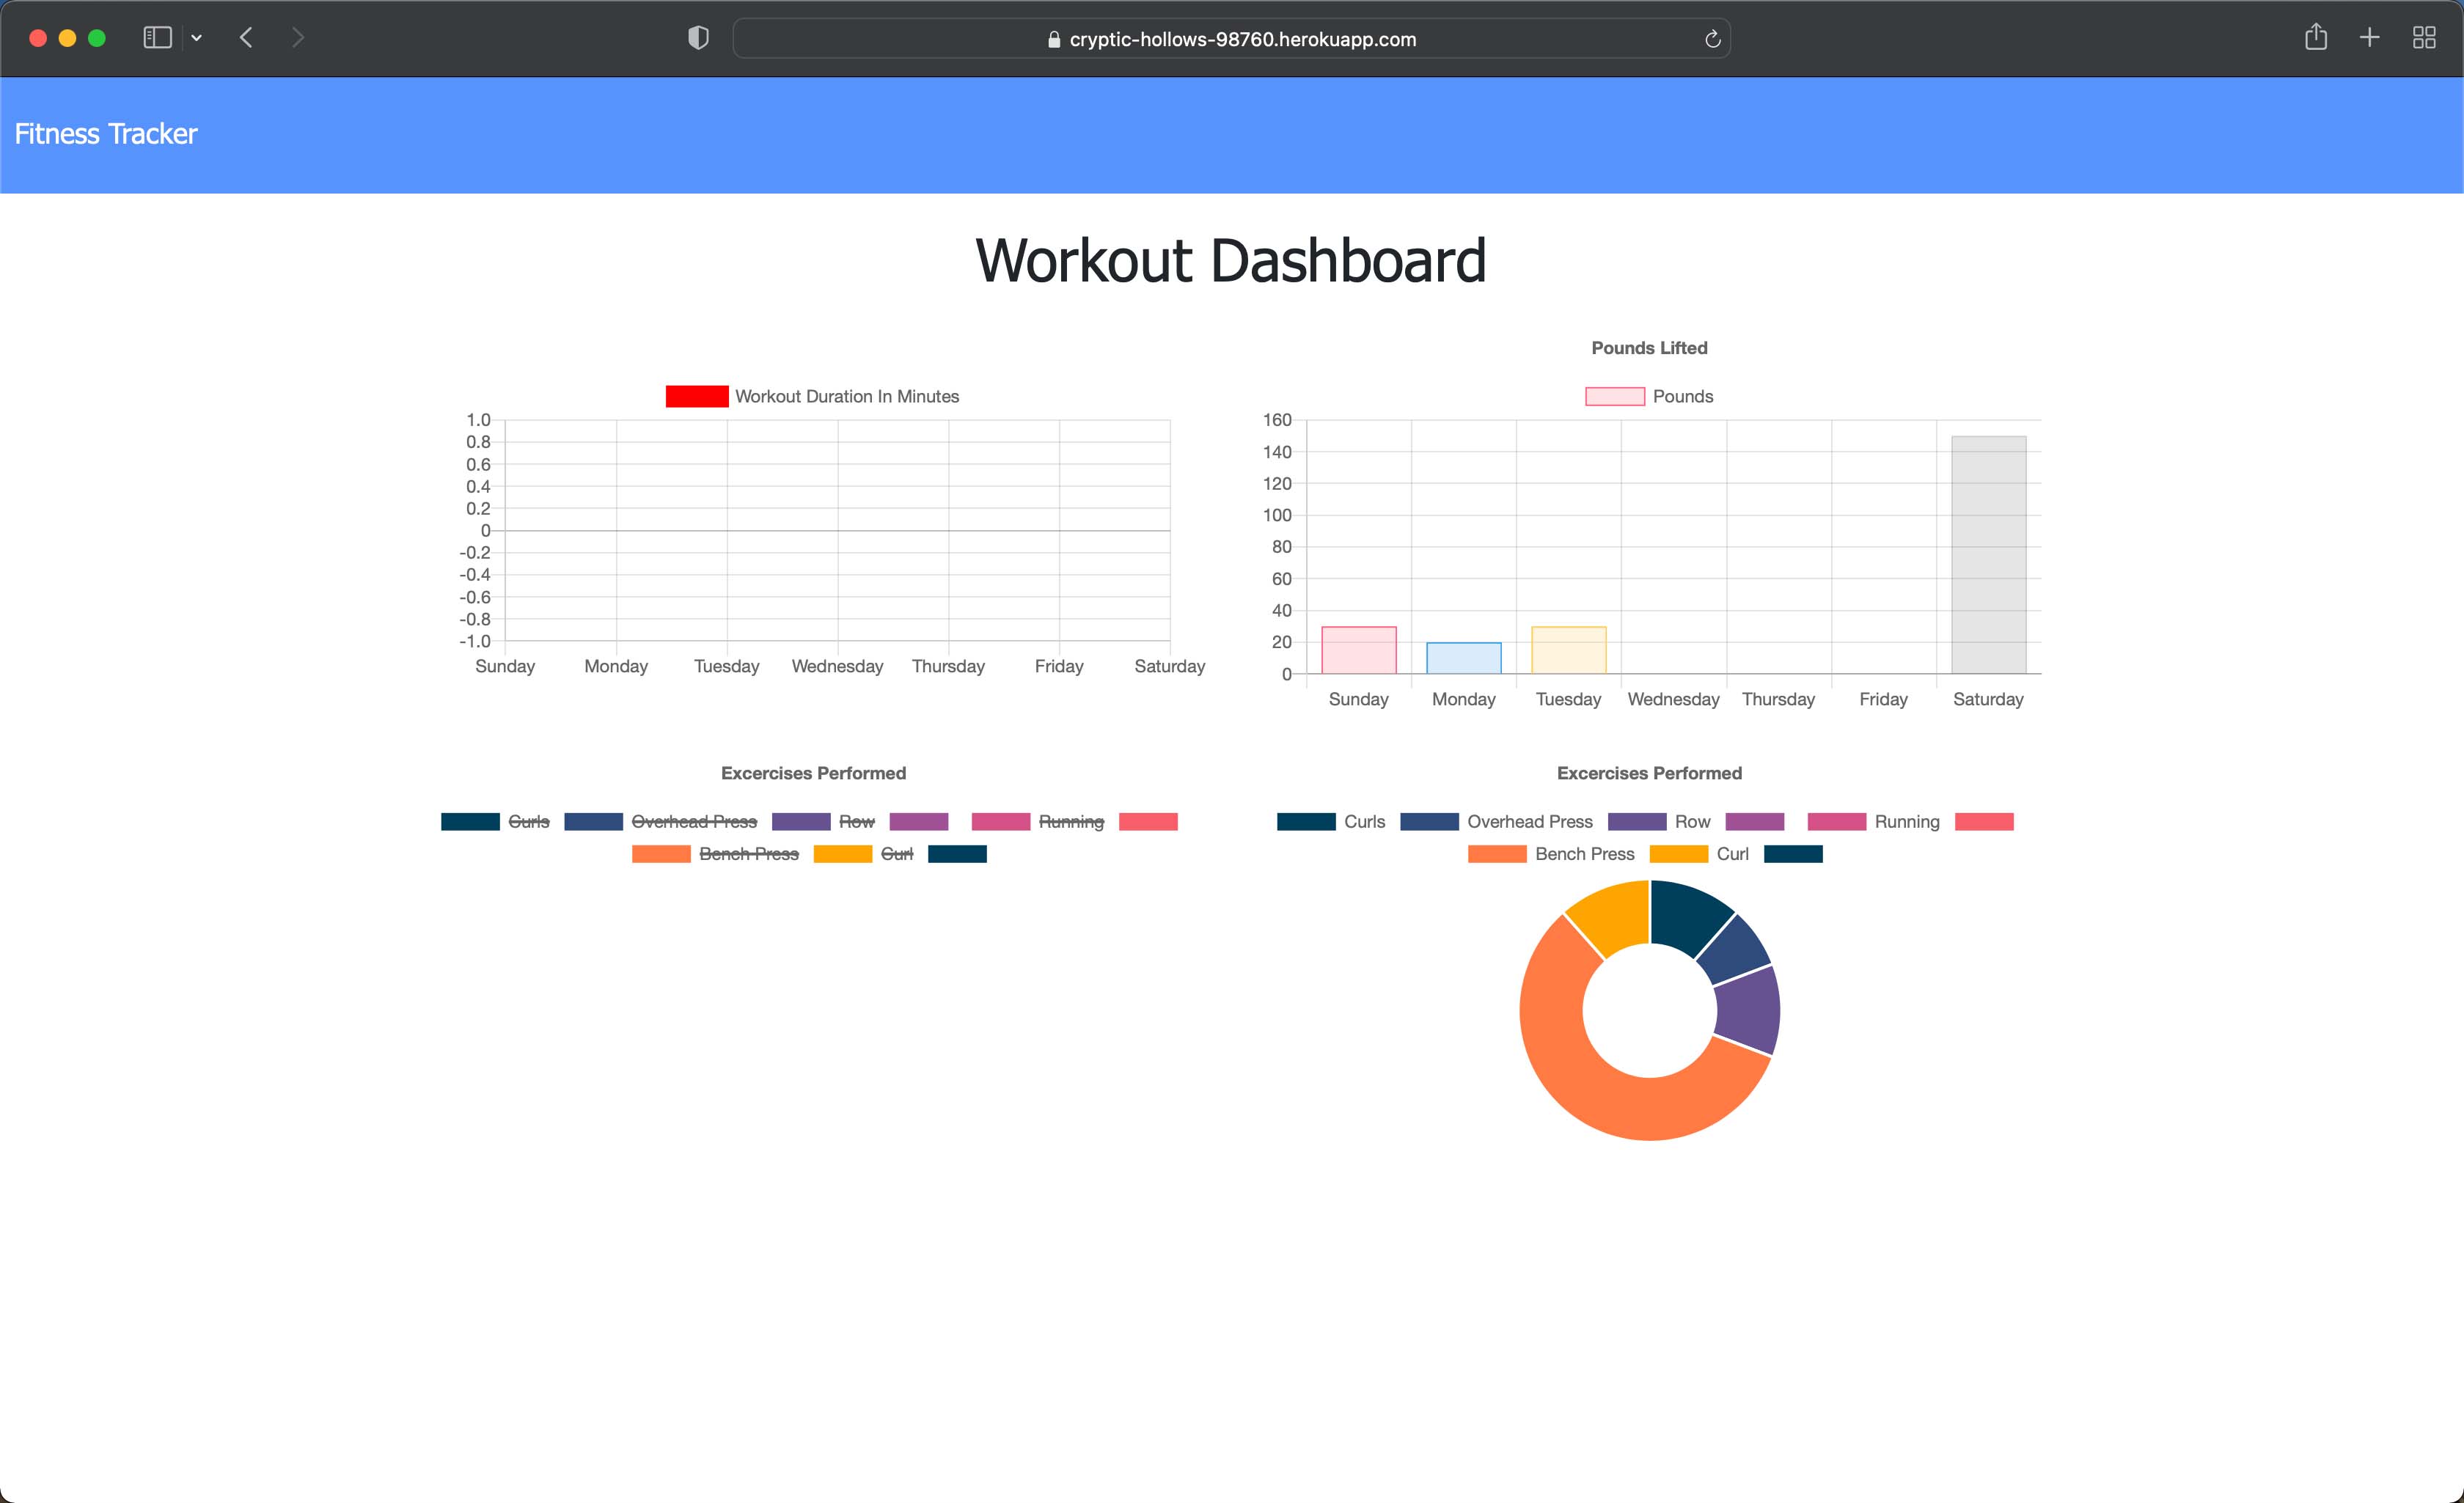 cryptic-hollows-98760.herokuapp.com
Fitness Tracker
Workout Dashboard
Workout Duration In Minutes
1.0
0.8
0.6
0.4
0.2
0
-0.2
-0.4
-0.6
-0.8
-1.0
Sunday Monday Tuesday Wednesday Thursday Friday Saturday
Pounds Lifted
Pounds
160
140
120
100
80
60
40
20
0
Sunday Monday Tuesday Wednesday Thursday Friday Saturday
Excercises Performed
Curls Overhead Press Row Running
Bench Press Curl
Excercises Performed
Curls Overhead Press Row Running
Bench Press Curl